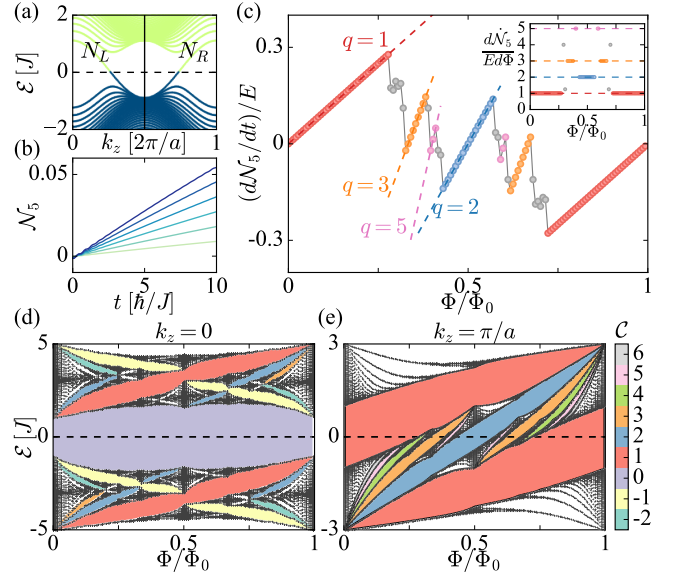 (a)
2
0
−2
ℰ [J]
N_L
N_R
0
1
k_z [2π/a]
(b)
0.05
0
𝒩_5
0
5
10
t [ħ/J]
(c)
0.3
0
-0.3
(d𝒩_5/dt)/E
q = 1
q = 3
q = 5
q = 2
0
0.5
1
Φ/Φ_0
d𝒩̇_5
EdΦ
5
4
3
2
1
0
0
0.5
1
Φ/Φ_0
(d)
k_z = 0
5
0
-5
ℰ [J]
0
0.5
1
Φ/Φ_0
(e)
k_z = π/a
3
0
-3
0
0.5
1
Φ/Φ_0
𝒞
6
5
4
3
2
1
0
-1
-2